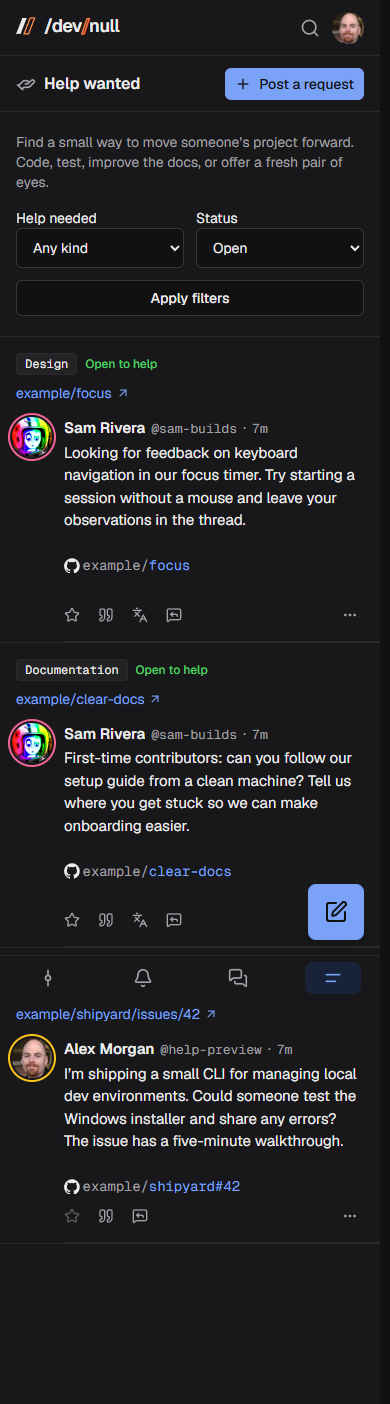 /dev//null
Help wanted
Post a request
Find a small way to move someone's project forward.
Code, test, improve the docs, or offer a fresh pair of
eyes.
Help needed
Status
Any kind
Open
Apply filters
Design
Open to help
example/focus ↗
Sam Rivera @sam-builds · 7m
Looking for feedback on keyboard
navigation in our focus timer. Try starting a
session without a mouse and leave your
observations in the thread.
example/focus
Documentation
Open to help
example/clear-docs ↗
Sam Rivera @sam-builds · 7m
First-time contributors: can you follow our
setup guide from a clean machine? Tell us
where you get stuck so we can make
onboarding easier.
example/clear-docs
example/shipyard/issues/42 ↗
Alex Morgan @help-preview · 7m
I'm shipping a small CLI for managing local
dev environments. Could someone test the
Windows installer and share any errors?
The issue has a five-minute walkthrough.
example/shipyard#42